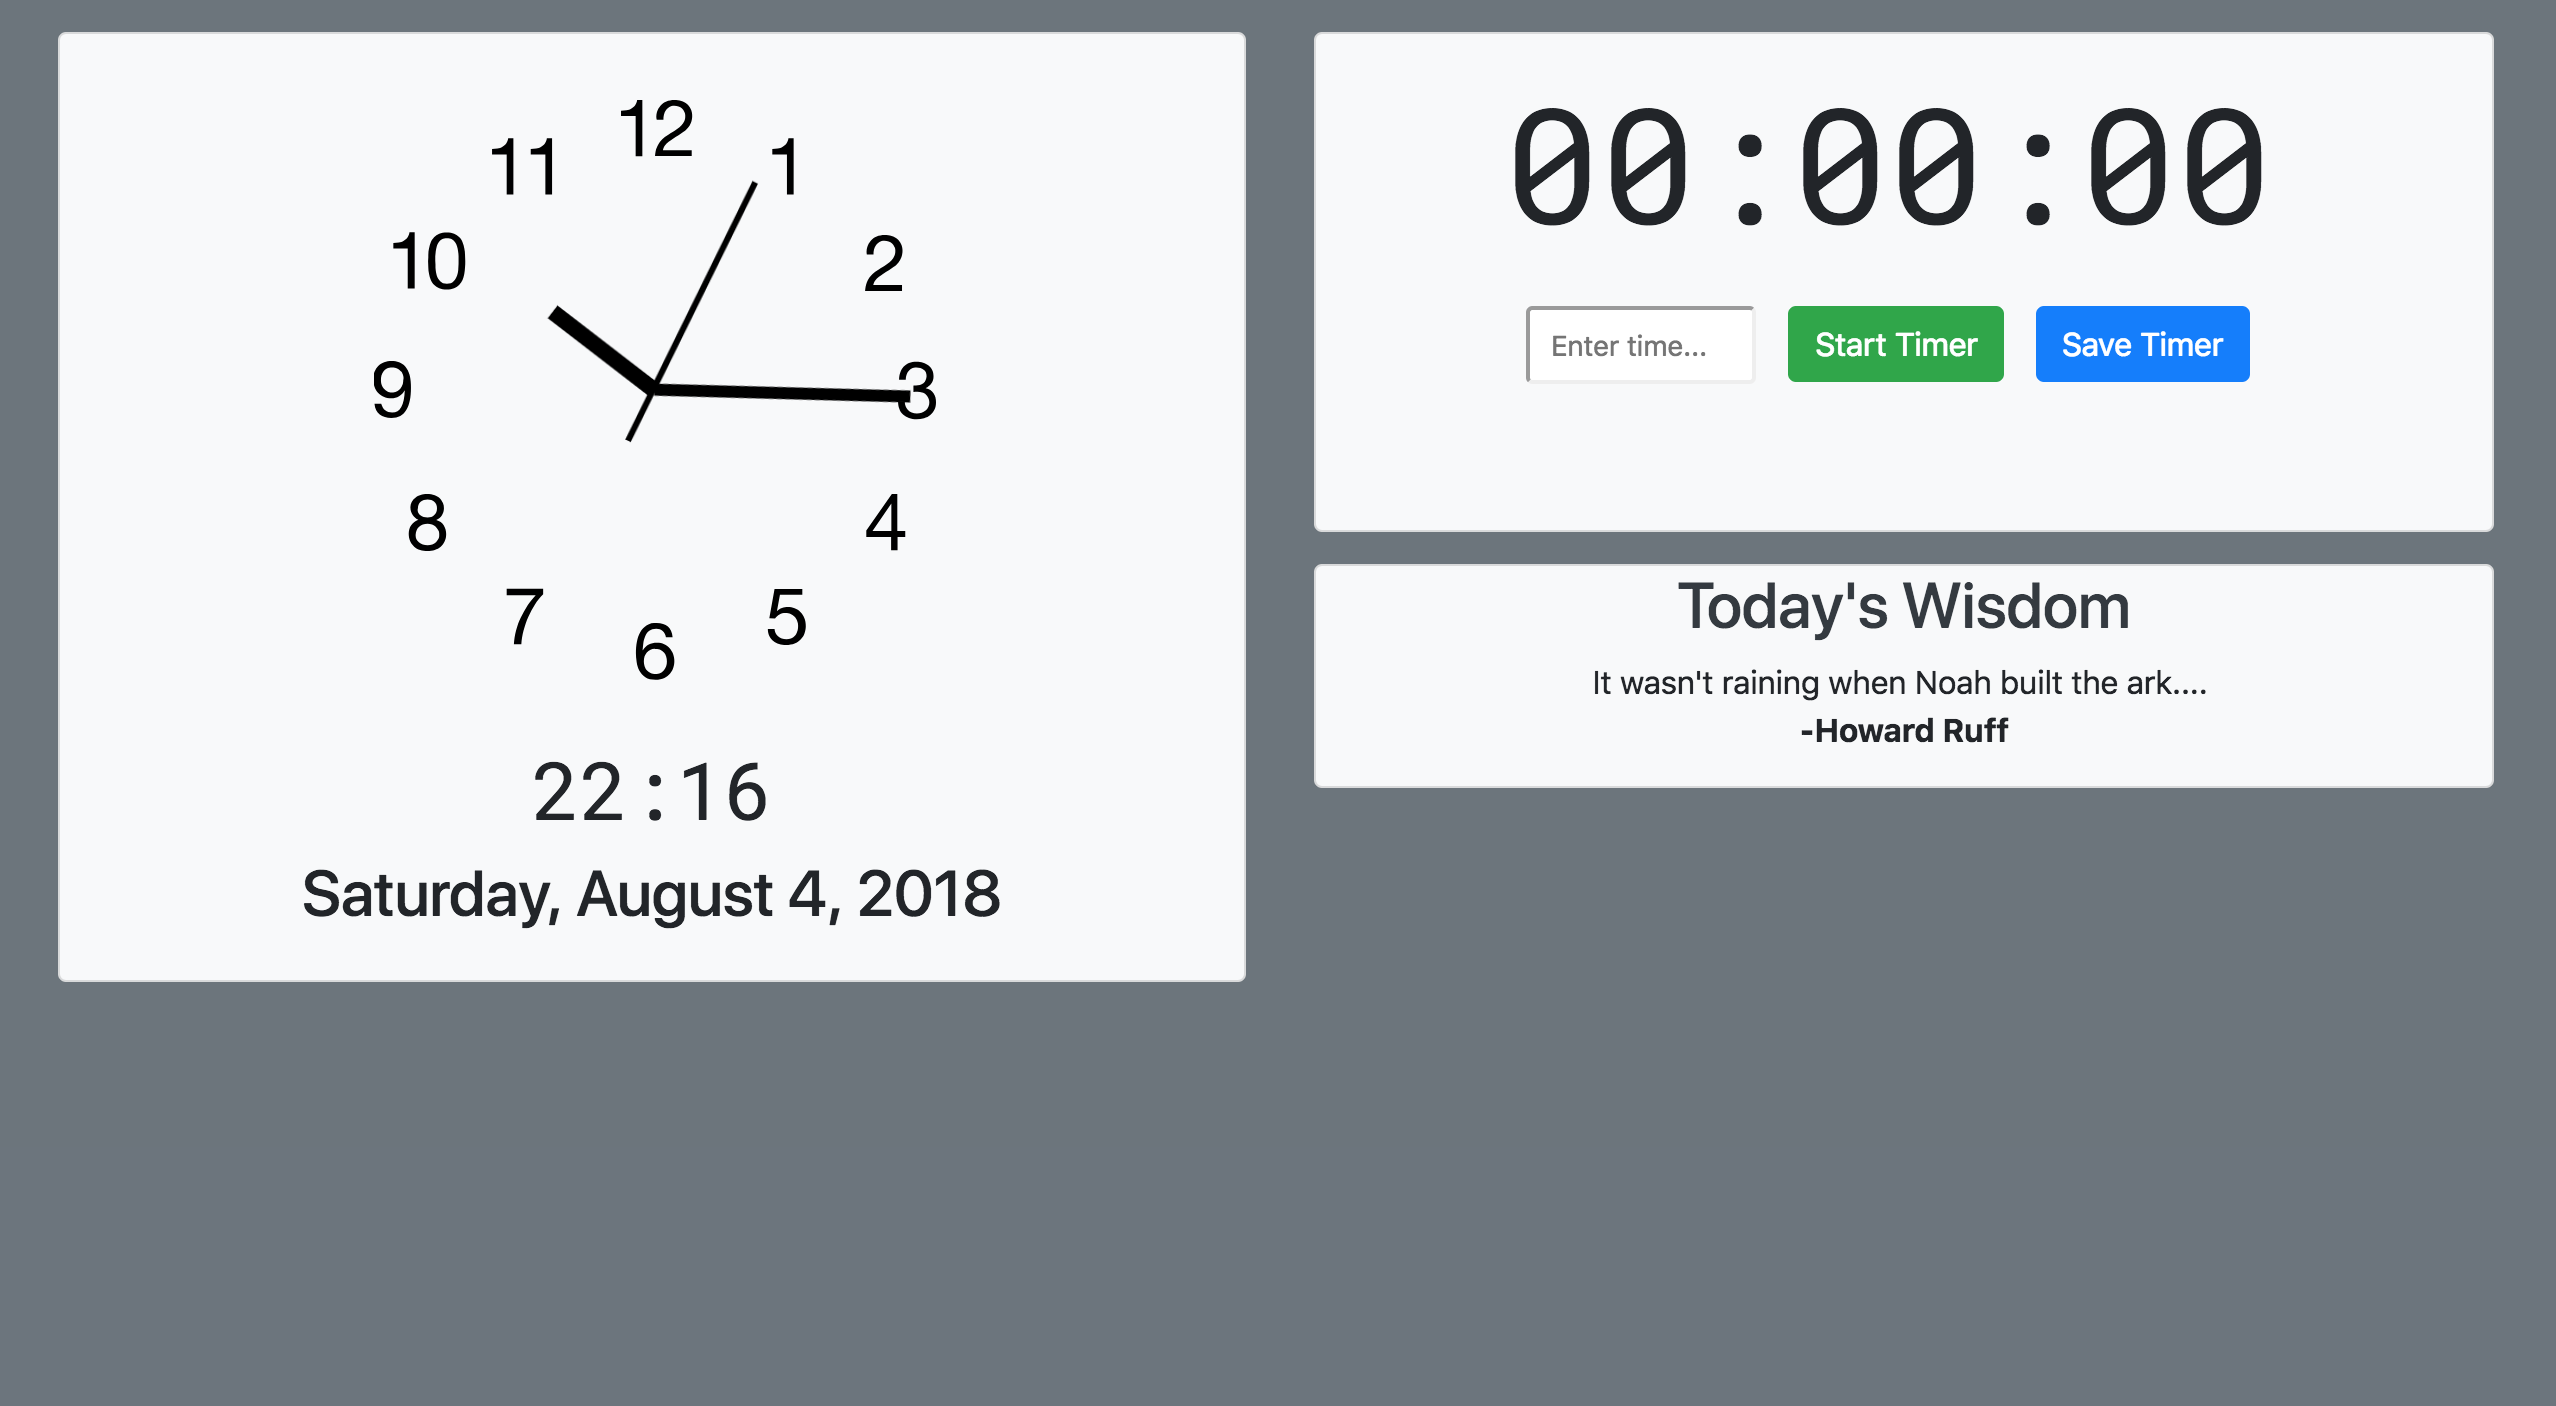 12
11
1
10
2
9
3
8
4
7
5
6
22:16
Saturday, August 4, 2018
00:00:00
Enter time...
Start Timer
Save Timer
Today's Wisdom
It wasn't raining when Noah built the ark....
-Howard Ruff